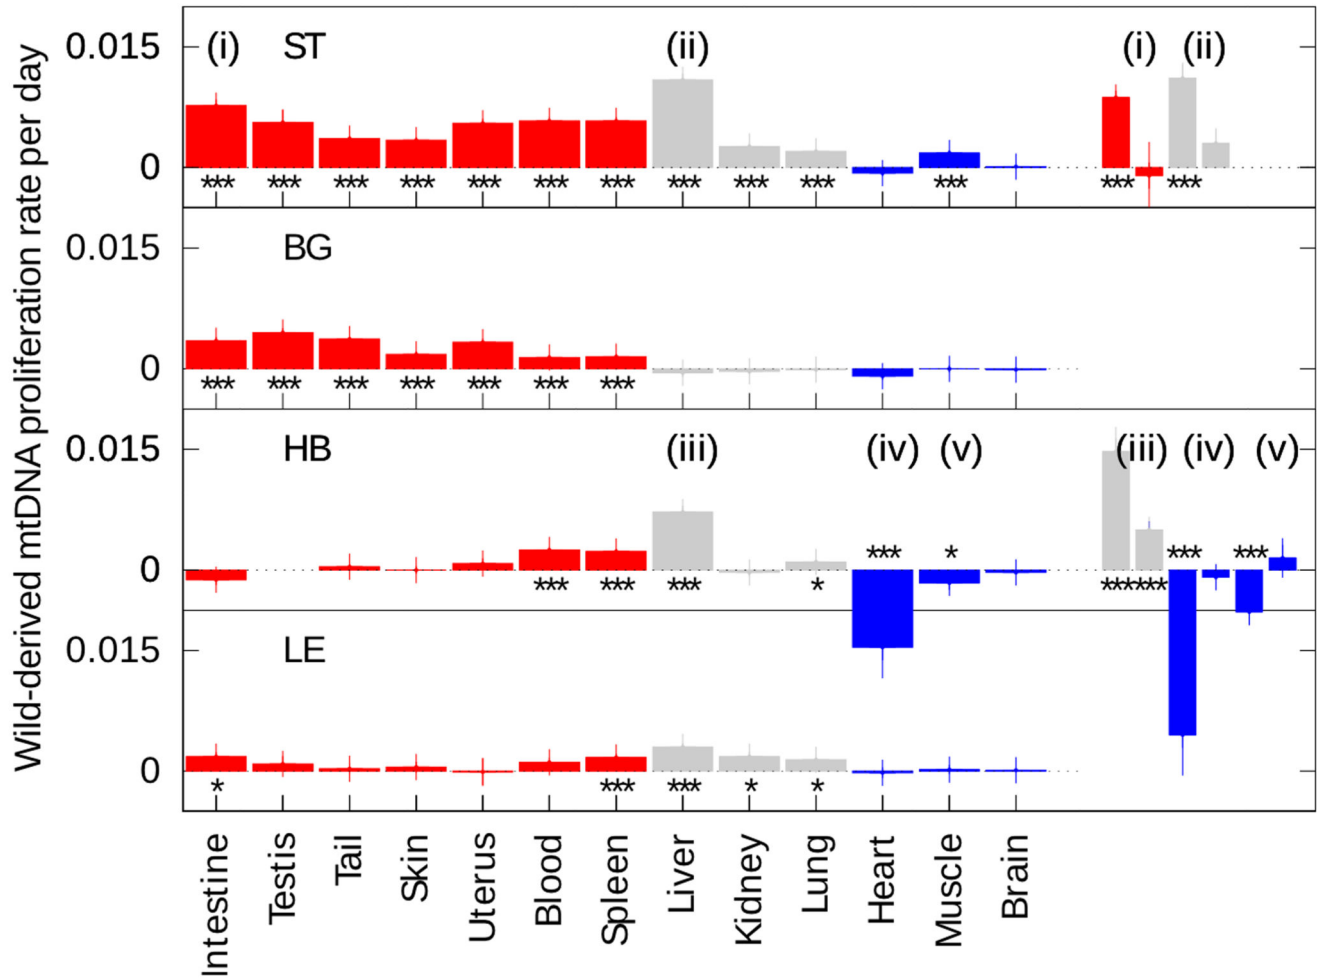 Wild-derived mtDNA proliferation rate per day
0.015 (i) ST (ii) (i) (ii)
0
*** *** *** *** *** *** *** *** *** *** *** *** ***
0.015 BG
0
*** *** *** *** *** *** ***
0.015 HB (iii) (iv) (v) (iii) (iv) (v)
*** * *** ***
0
*** *** *** * *** ***
0.015 LE
0
* *** *** * *
Intestine
Testis
Tail
Skin
Uterus
Blood
Spleen
Liver
Kidney
Lung
Heart
Muscle
Brain